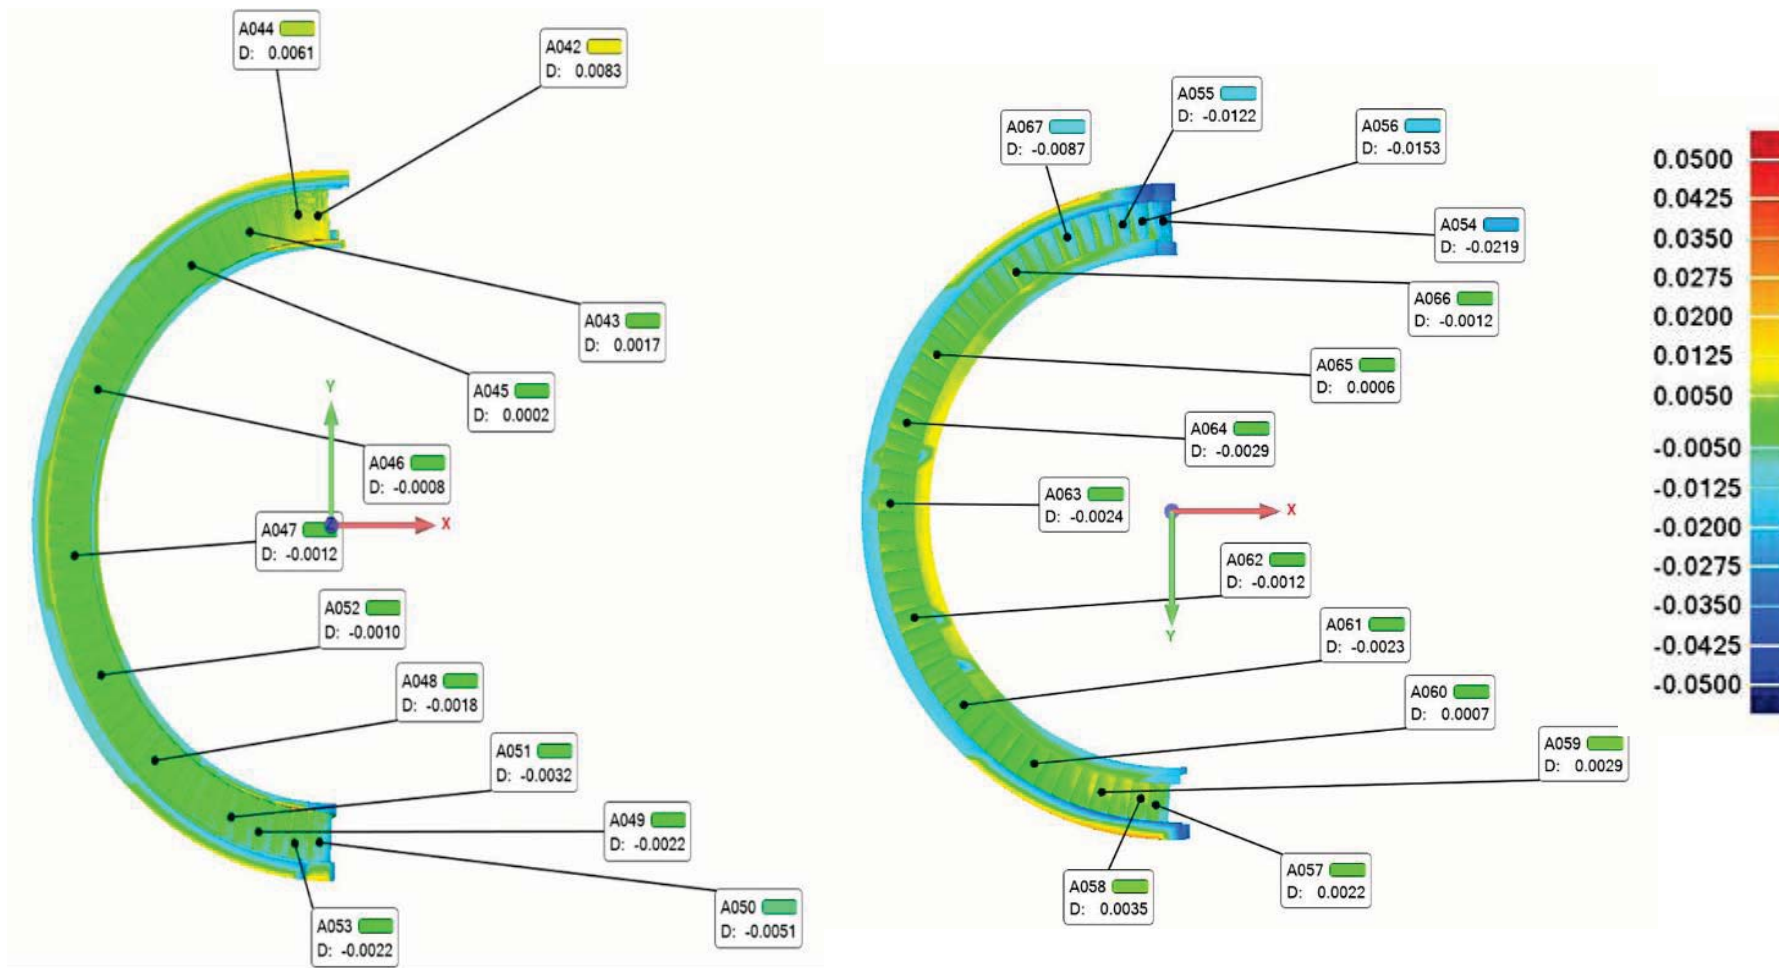 A044
D: 0.0061
A042
D: 0.0083
A043
D: 0.0017
A045
D: 0.0002
Y
A046
D: -0.0008
A047
D: -0.0012
X
A052
D: -0.0010
A048
D: -0.0018
A051
D: -0.0032
A049
D: -0.0022
A050
D: -0.0051
A053
D: -0.0022
A055
D: -0.0122
A067
D: -0.0087
A056
D: -0.0153
A054
D: -0.0219
A066
D: -0.0012
A065
D: 0.0006
A064
D: -0.0029
A063
D: -0.0024
X
A062
D: -0.0012
Y
A061
D: -0.0023
A060
D: 0.0007
A059
D: 0.0029
A057
D: 0.0022
A058
D: 0.0035
0.0500
0.0425
0.0350
0.0275
0.0200
0.0125
0.0050
-0.0050
-0.0125
-0.0200
-0.0275
-0.0350
-0.0425
-0.0500